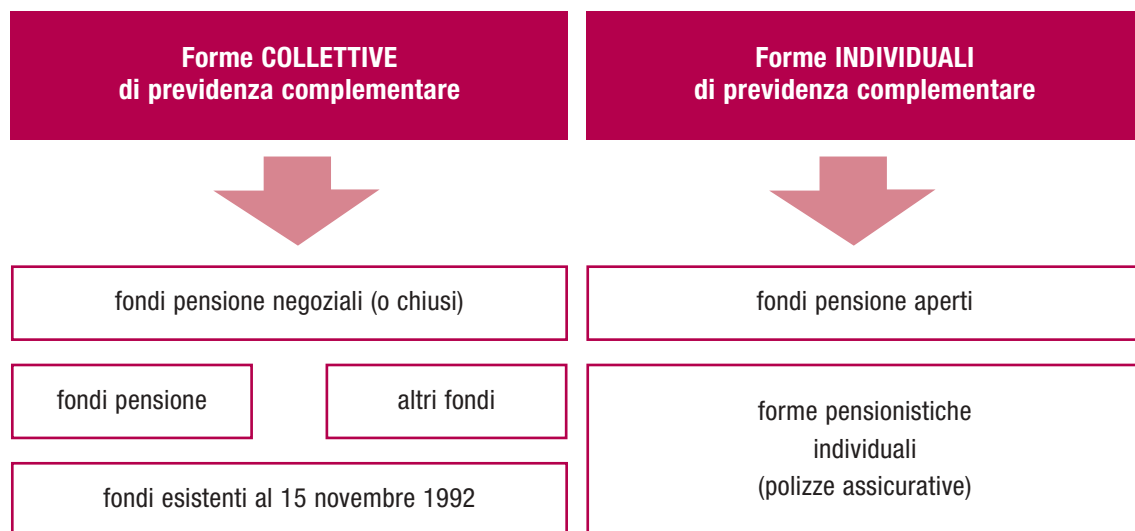 Forme COLLETTIVE
di previdenza complementare
fondi pensione negoziali (o chiusi)
fondi pensione
altri fondi
fondi esistenti al 15 novembre 1992
Forme INDIVIDUALI
di previdenza complementare
fondi pensione aperti
forme pensionistiche
individuali
(polizze assicurative)